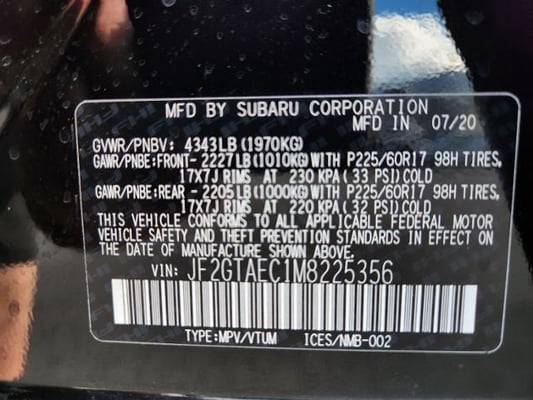 MFD BY SUBARU CORPORATION
MFD IN 07/20
GVWR/PNBV: 4343LB(1970KG)
GAWR/PNBE:FRONT-2227LB(1010KG)WITH P225/60R17 98H TIRES,
17X7J RIMS AT 230 KPA(33 PSI)COLD
GAWR/PNBE:REAR -2205LB(1000KG)WITH P225/60R17 98H TIRES,
17X7J RIMS AT 220 KPA(32 PSI)COLD
THIS VEHICLE CONFORMS TO ALL APPLICABLE FEDERAL MOTOR
VEHICLE SAFETY AND THEFT PREVENTION STANDARDS IN EFFECT ON
THE DATE OF MANUFACTURE SHOWN ABOVE.
VIN: JF2GTAEC1M8225356
TYPE:MPV/VTUM ICES/NMB-002